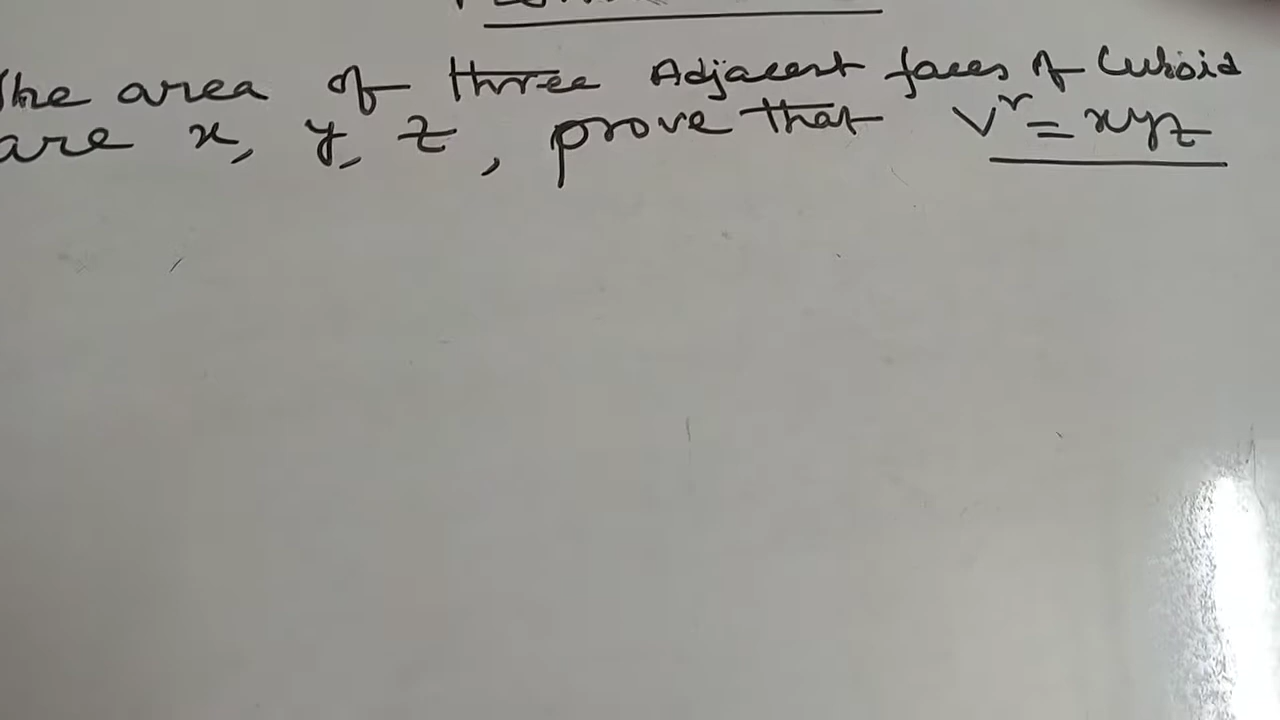 The area of three Adjacent faces of Cuboid
are x, y, z, prove that V² = xyz